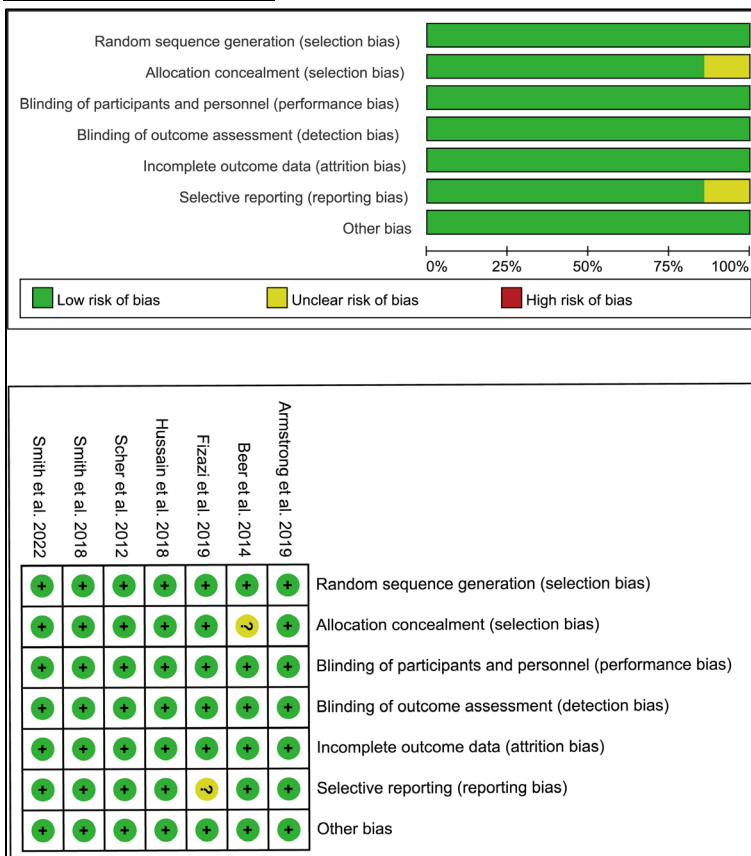 Random sequence generation (selection bias)
Allocation concealment (selection bias)
Blinding of participants and personnel (performance bias)
Blinding of outcome assessment (detection bias)
Incomplete outcome data (attrition bias)
Selective reporting (reporting bias)
Other bias
0% 25% 50% 75% 100%
Low risk of bias Unclear risk of bias High risk of bias
Smith et al. 2022
Smith et al. 2018
Scher et al. 2012
Hussain et al. 2018
Fizazi et al. 2019
Beer et al. 2014
Armstrong et al. 2019
+ + + + + + + Random sequence generation (selection bias)
+ + + + + ? + Allocation concealment (selection bias)
+ + + + + + + Blinding of participants and personnel (performance bias)
+ + + + + + + Blinding of outcome assessment (detection bias)
+ + + + + + + Incomplete outcome data (attrition bias)
+ + + + ? + + Selective reporting (reporting bias)
+ + + + + + + Other bias